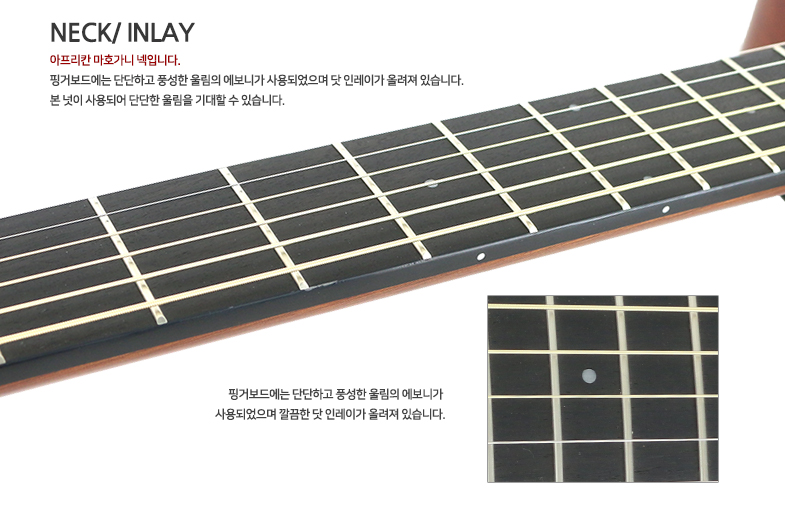 NECK/ INLAY
아프리칸 마호가니 넥입니다.
핑거보드에는 단단하고 풍성한 울림의 에보니가 사용되었으며 닷 인레이가 올려져 있습니다.
본 넛이 사용되어 단단한 울림을 기대할 수 있습니다.
핑거보드에는 단단하고 풍성한 울림의 에보니가
사용되었으며 깔끔한 닷 인레이가 올려져 있습니다.